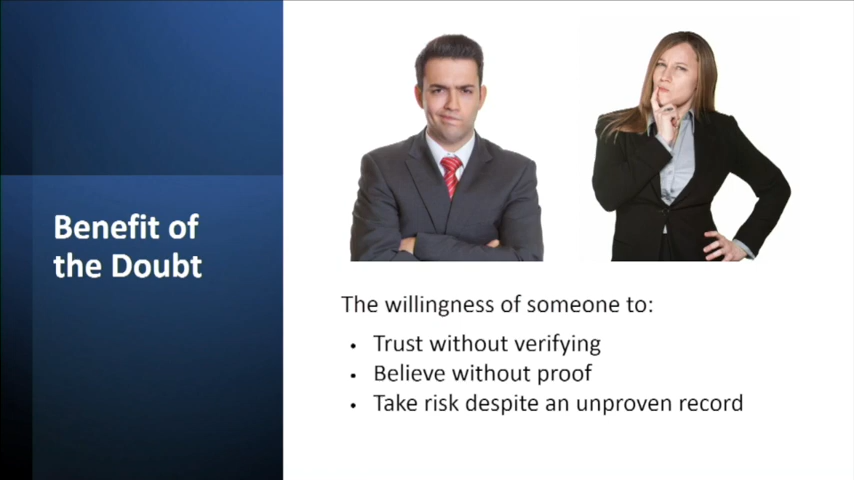 Benefit of
the Doubt
The willingness of someone to:
• Trust without verifying
• Believe without proof
• Take risk despite an unproven record